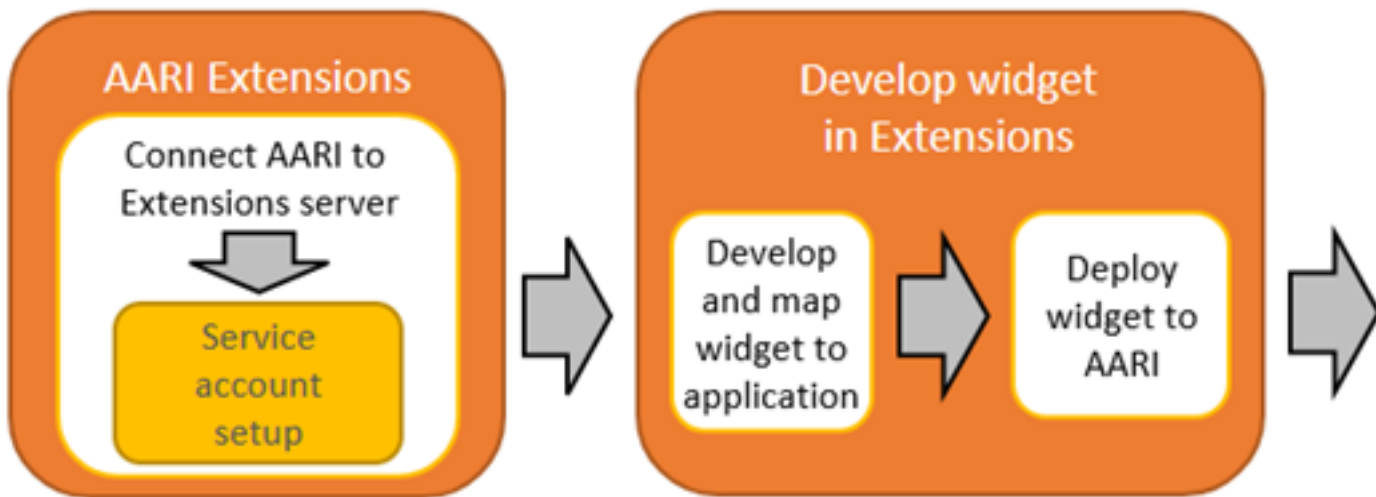 AARI Extensions
Connect AARI to
Extensions server
Service
account
setup
Develop widget
in Extensions
Develop
and map
widget to
application
Deploy
widget to
AARI